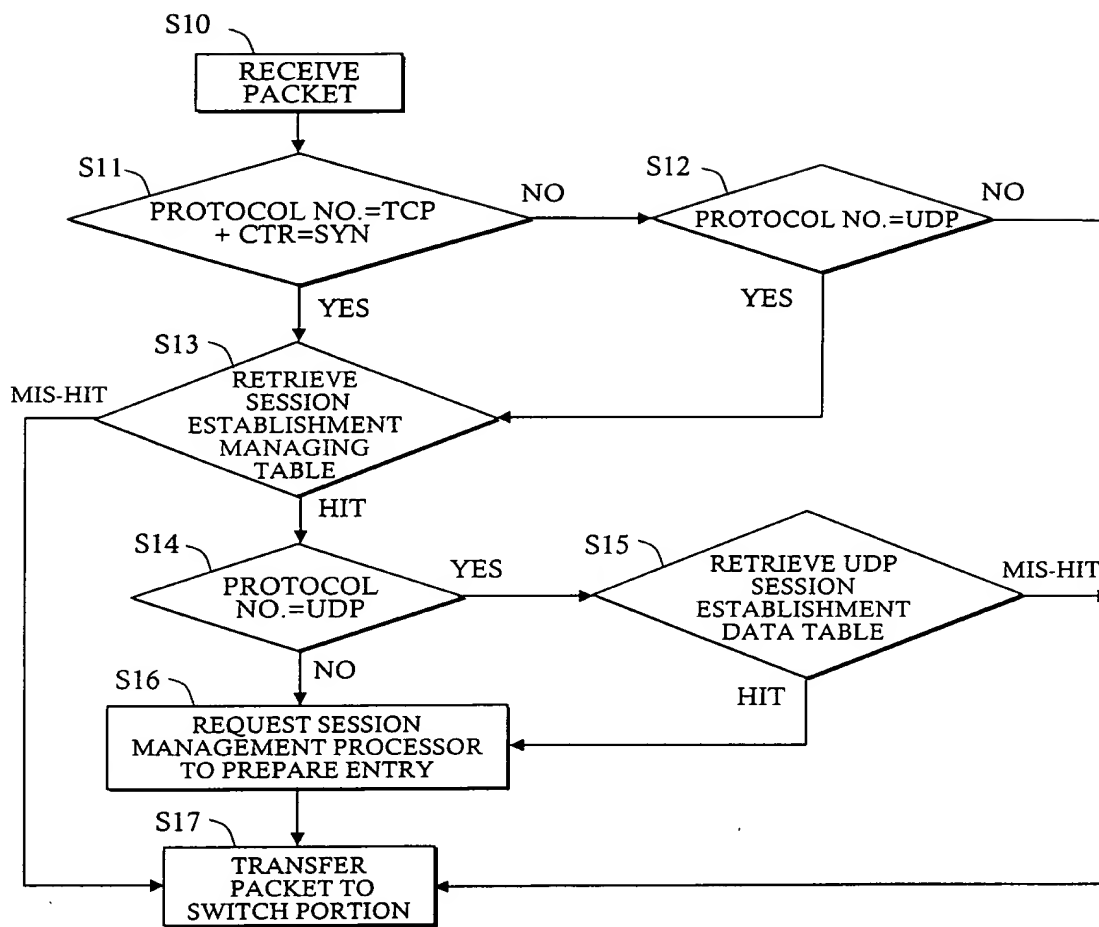 S10
RECEIVE
PACKET
S11
PROTOCOL NO.=TCP
+ CTR=SYN
NO
YES
S12
PROTOCOL NO.=UDP
NO
YES
S13
MIS-HIT
RETRIEVE
SESSION
ESTABLISHMENT
MANAGING
TABLE
HIT
S14
PROTOCOL
NO.=UDP
YES
NO
S15
RETRIEVE UDP
SESSION
ESTABLISHMENT
DATA TABLE
MIS-HIT
HIT
S16
REQUEST SESSION
MANAGEMENT PROCESSOR
TO PREPARE ENTRY
S17
TRANSFER
PACKET TO
SWITCH PORTION